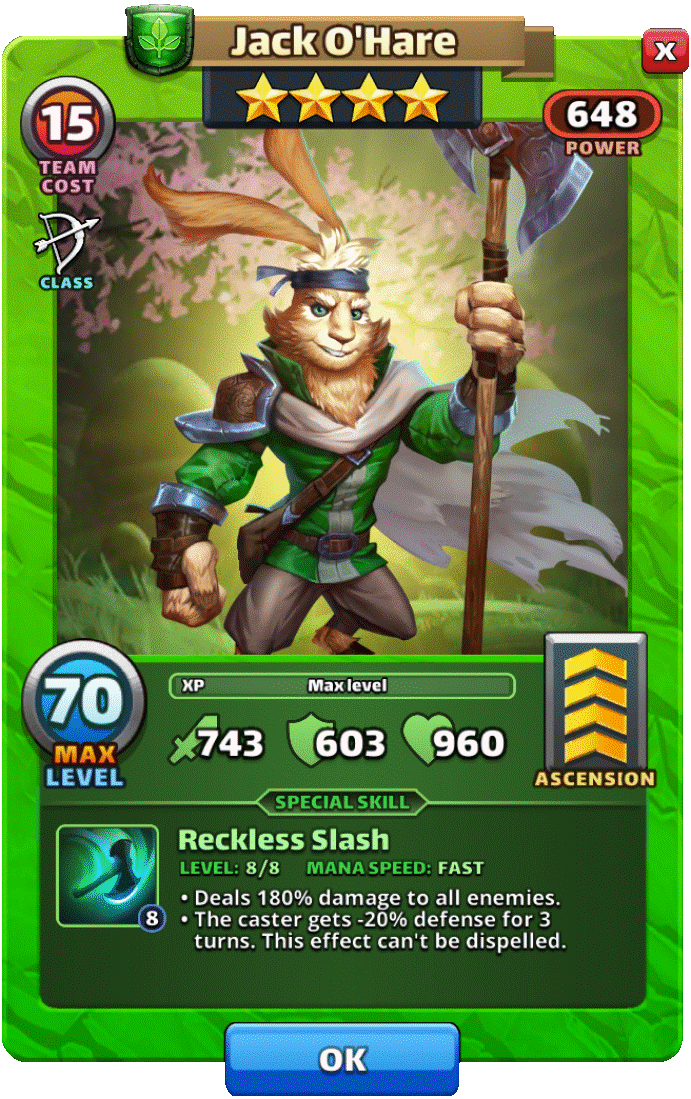 Jack O'Hare
X
15
TEAM
COST
648
POWER
CLASS
70
MAX
LEVEL
XP Max level
743 603 960
ASCENSION
SPECIAL SKILL
Reckless Slash
LEVEL: 8/8 MANA SPEED: FAST
8
• Deals 180% damage to all enemies.
• The caster gets -20% defense for 3
turns. This effect can't be dispelled.
OK